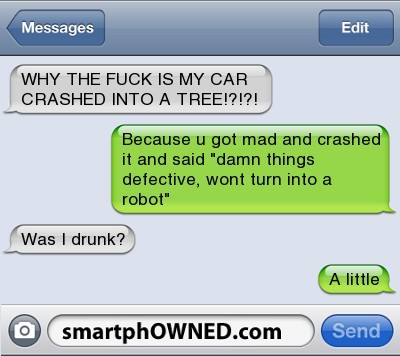 Messages
Edit
WHY THE FUCK IS MY CAR
CRASHED INTO A TREE!?!?!
Because u got mad and crashed
it and said "damn things
defective, wont turn into a
robot"
Was I drunk?
A little
smartphOWNED.com
Send